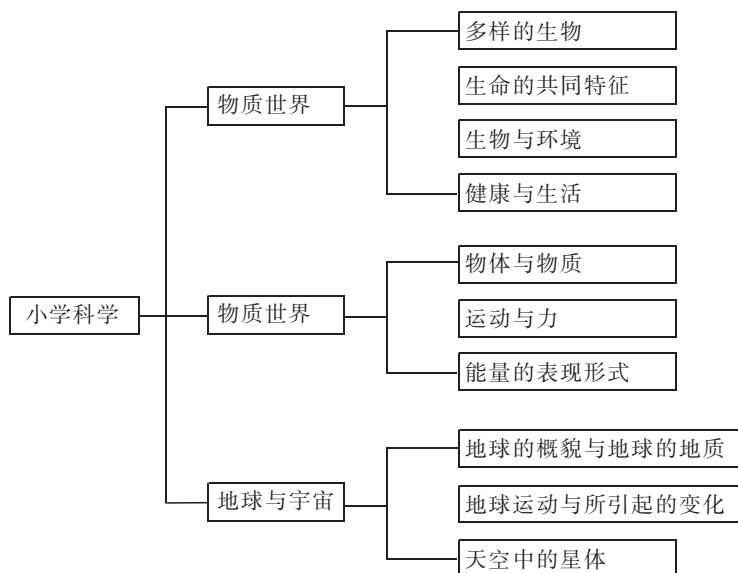 小学科学
物质世界
多样的生物
生命的共同特征
生物与环境
健康与生活
物质世界
物体与物质
运动与力
能量的表现形式
地球与宇宙
地球的概貌与地球的地质
地球运动与所引起的变化
天空中的星体